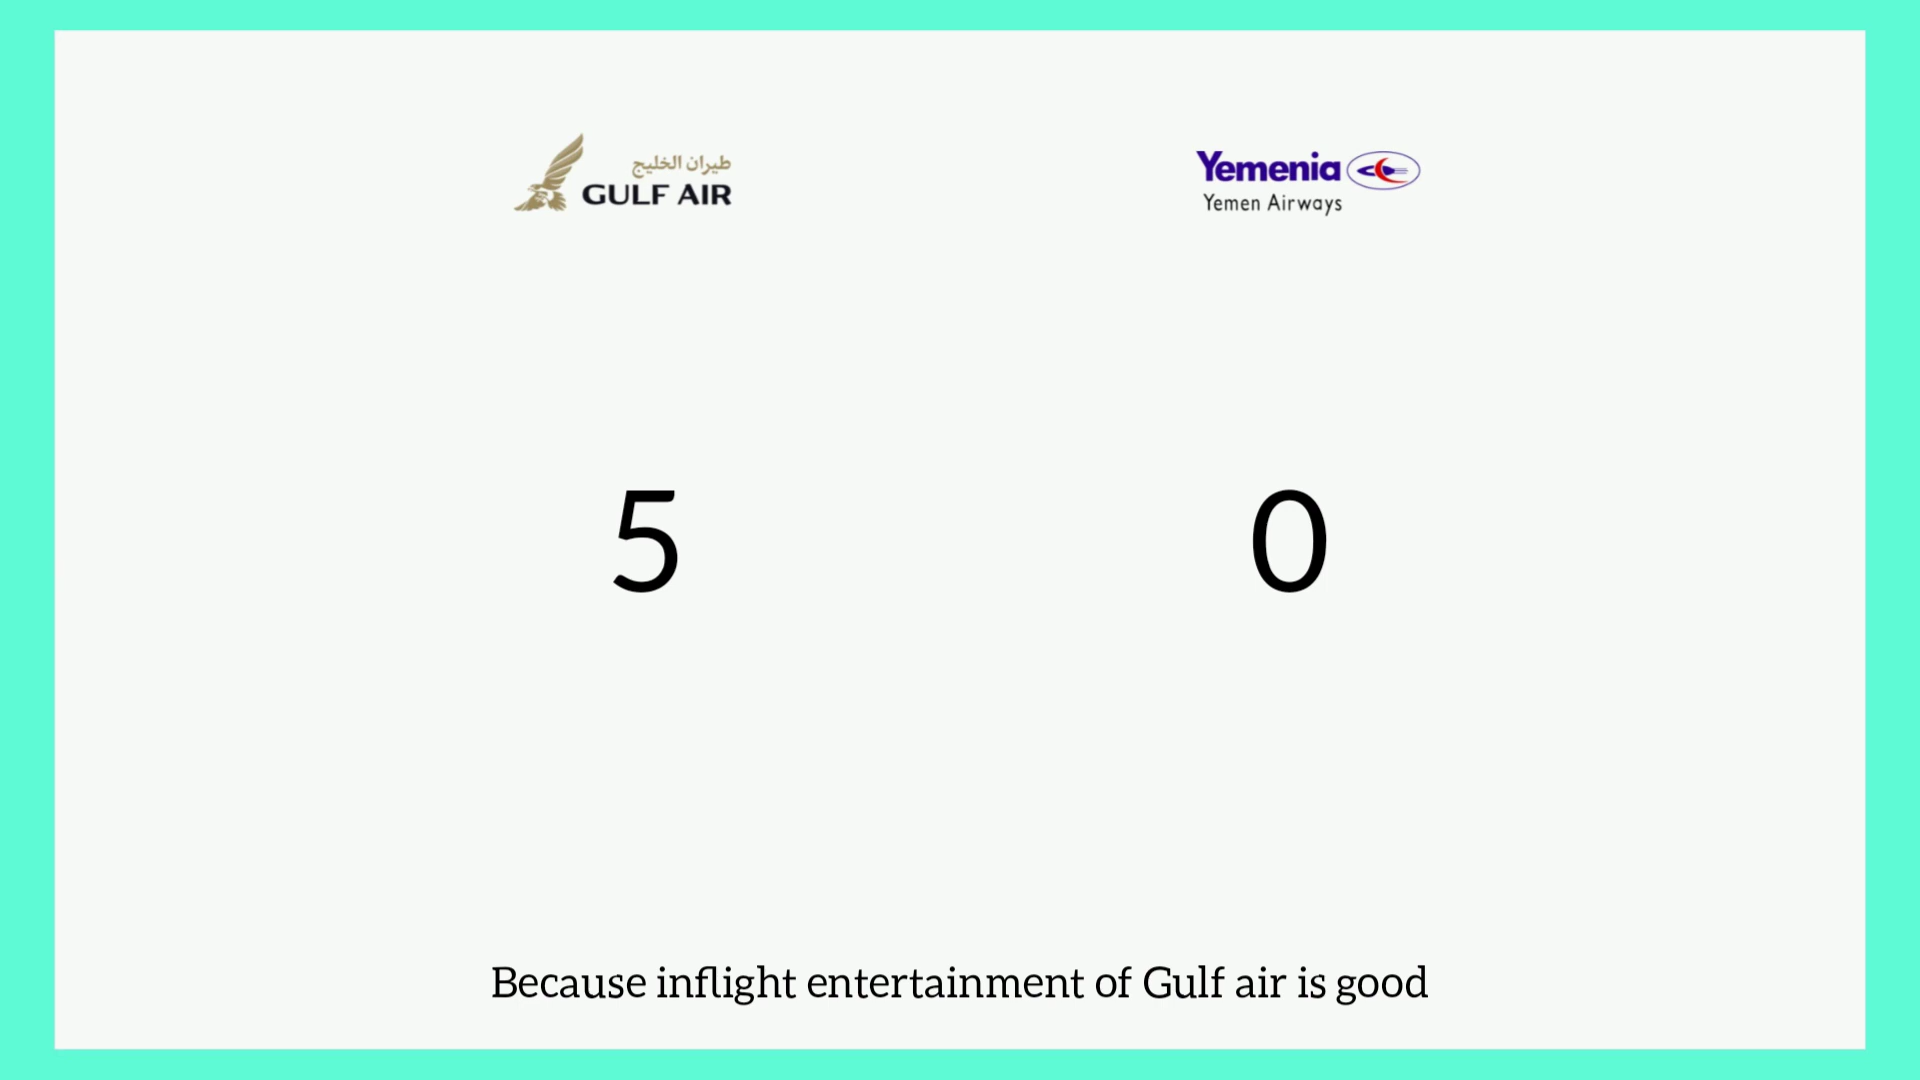 طيران الخليج
GULF AIR
Yemenia
Yemen Airways
5
0
Because inflight entertainment of Gulf air is good